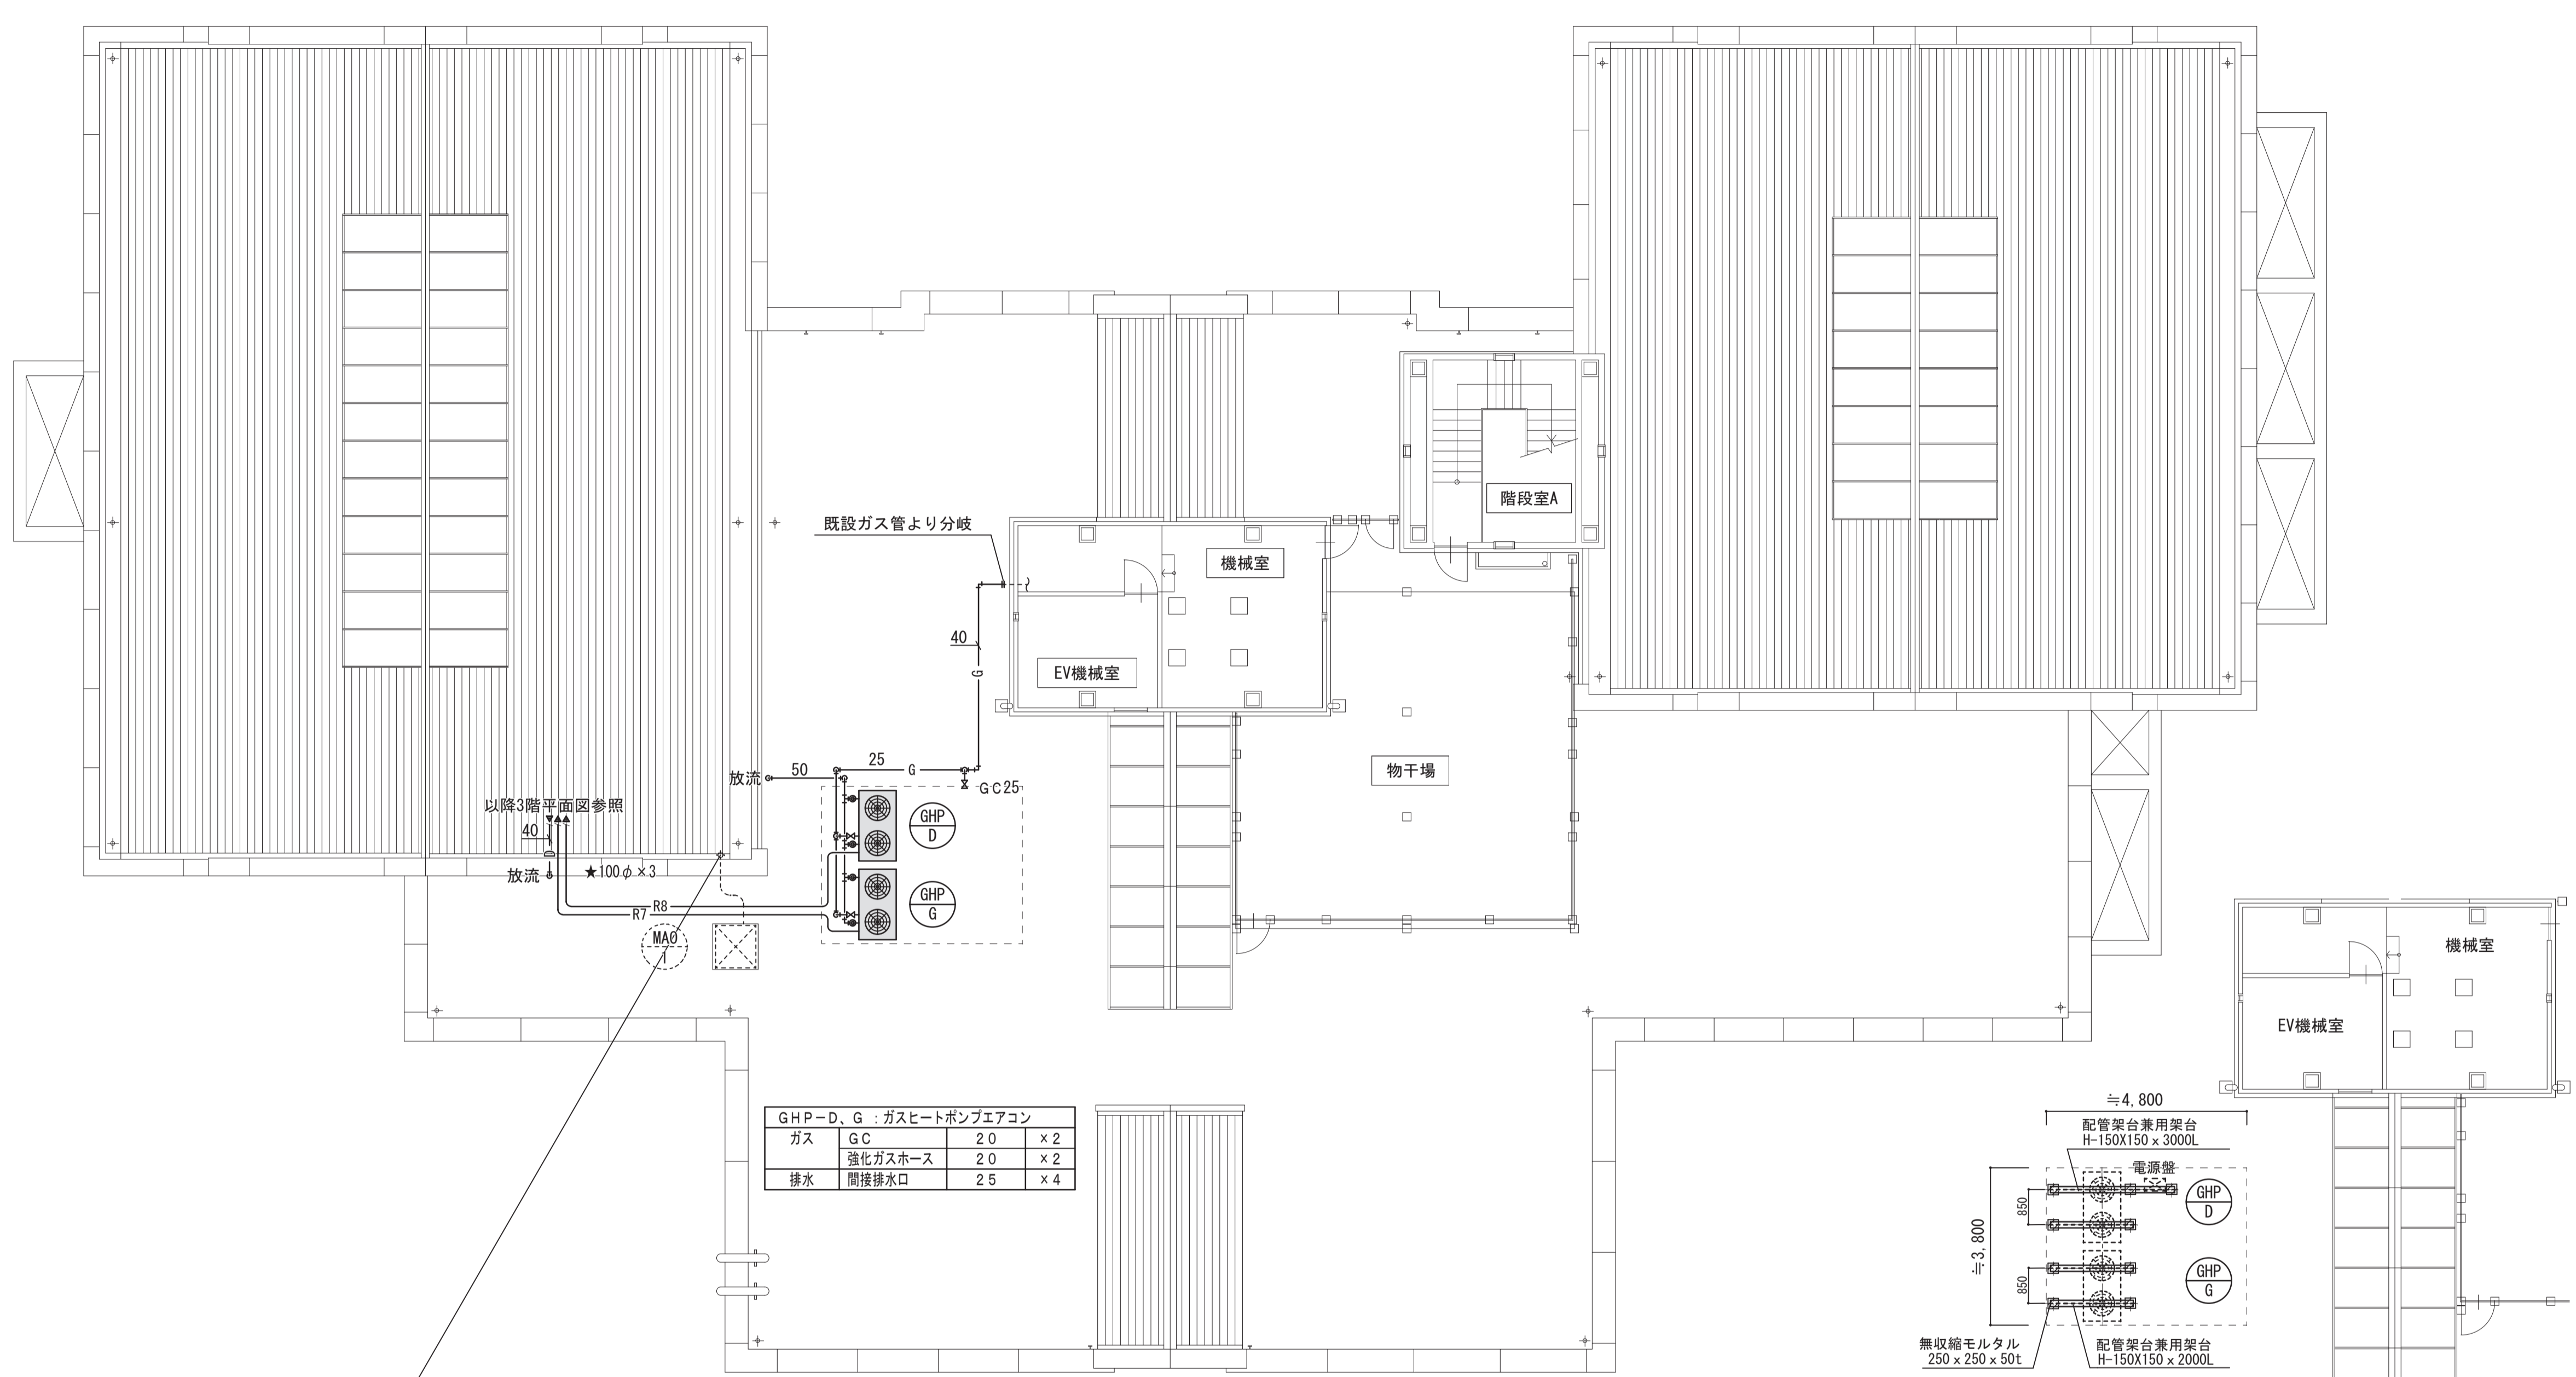 既設ガス管より分岐
階段室A
機械室
EV機械室
物干場
40
G
25
G
50
放流
GC25
以降3階平面図参照
40
放流
★100φ×3
R8
R7
GHP
D
GHP
G
MAO
1
GHP-D、G :ガスヒートポンプエアコン
ガス GC 20 ×2
強化ガスホース 20 ×2
排水 間接排水口 25 ×4
機械室
EV機械室
≒4,800
配管架台兼用架台
H-150X150 x 3000L
電源盤
850
850
≒3,800
GHP
D
GHP
G
無収縮モルタル
250 x 250 x 50t
配管架台兼用架台
H-150X150 x 2000L